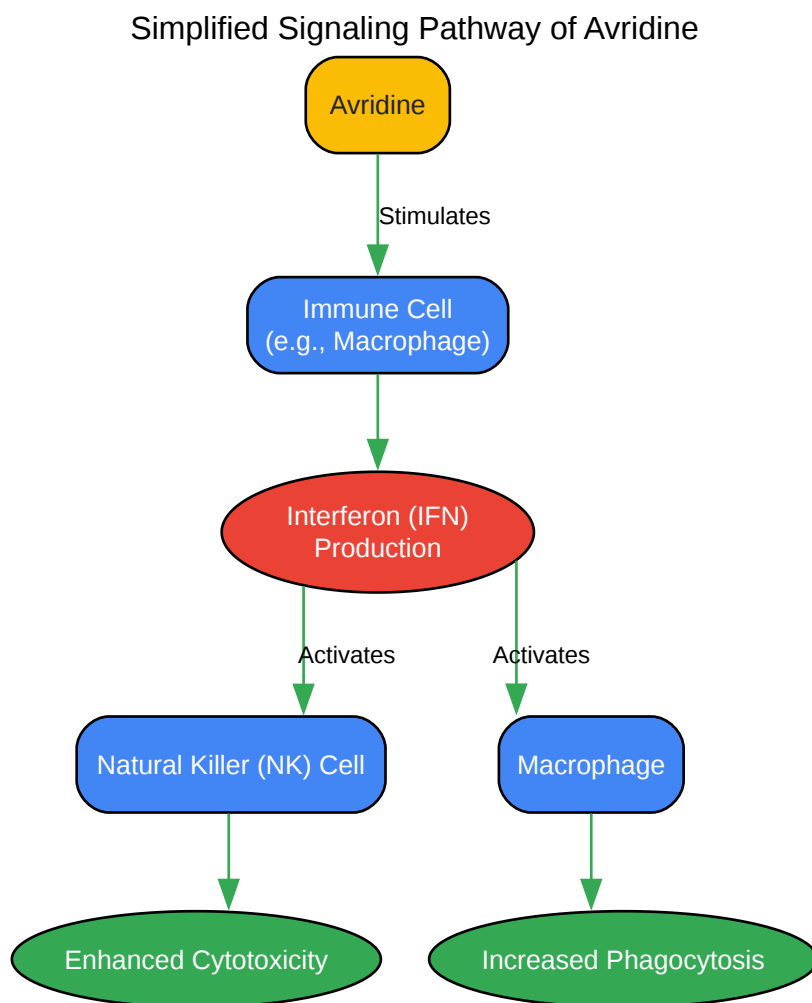 Simplified Signaling Pathway of Avridine
Avridine
Stimulates
Immune Cell
(e.g., Macrophage)
Interferon (IFN)
Production
Activates
Activates
Natural Killer (NK) Cell
Macrophage
Enhanced Cytotoxicity
Increased Phagocytosis